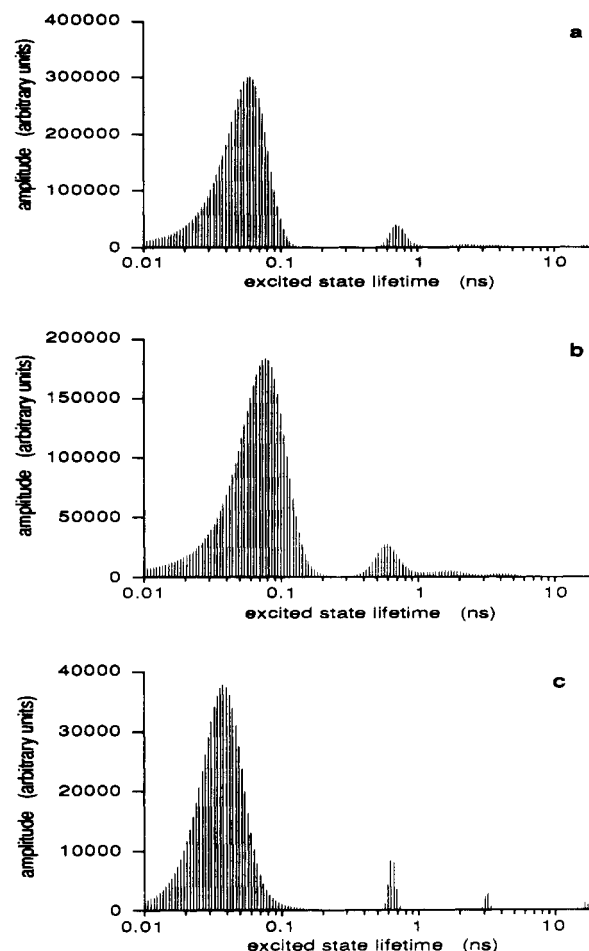 a
400000
300000
200000
100000
0
amplitude (arbitrary units)
0.01 0.1 1 10
excited state lifetime (ns)
b
200000
150000
100000
50000
0
amplitude (arbitrary units)
0.01 0.1 1 10
excited state lifetime (ns)
c
40000
30000
20000
10000
0
amplitude (arbitrary units)
0.01 0.1 1 10
excited state lifetime (ns)